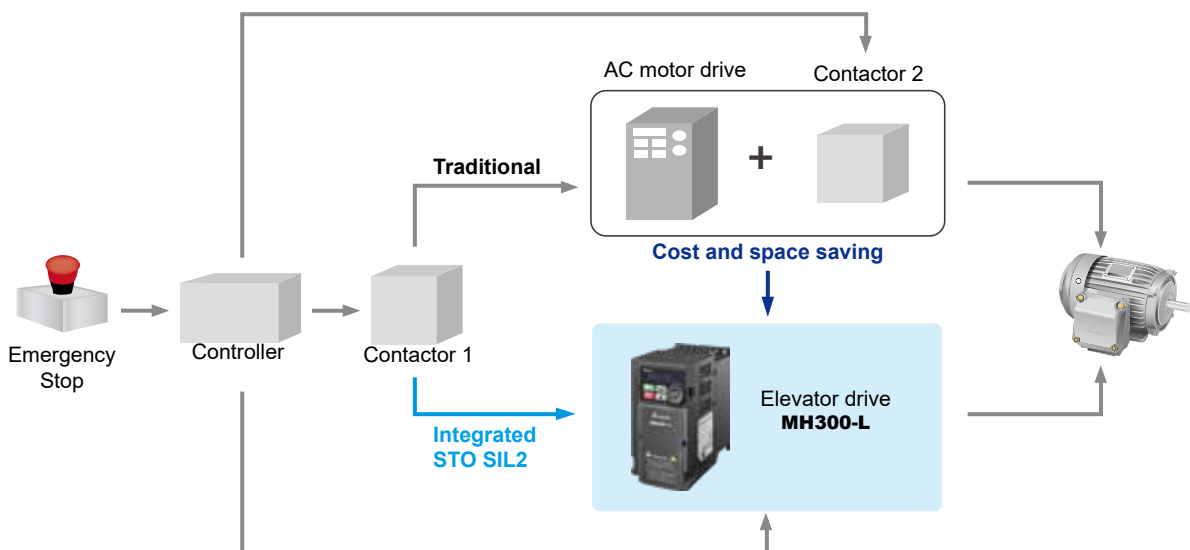 AC motor drive
Contactor 2
Traditional
+
Cost and space saving
Emergency
Stop
Controller
Contactor 1
Integrated
STO SIL2
Elevator drive
MH300-L